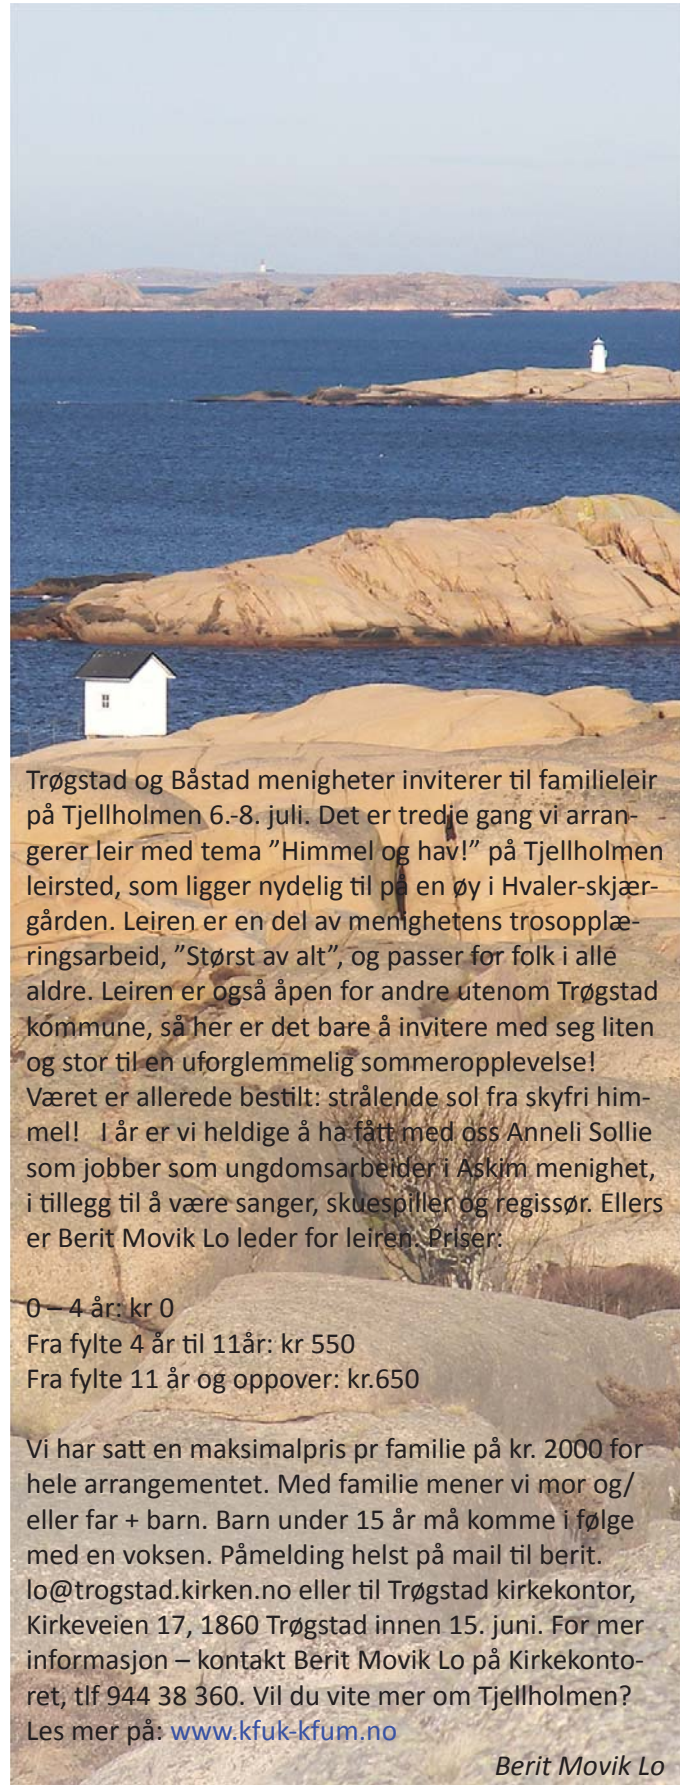 Trøgstad og Båstad menigheter inviterer til familieleir
på Tjellholmen 6.-8. juli. Det er tredje gang vi arran-
gerer leir med tema ”Himmel og hav!” på Tjellholmen
leirsted, som ligger nydelig til på en øy i Hvaler-skjær-
gården. Leiren er en del av menighetens trosopplæ-
ringsarbeid, ”Størst av alt”, og passer for folk i alle
aldre. Leiren er også åpen for andre utenom Trøgstad
kommune, så her er det bare å invitere med seg liten
og stor til en uforglemmelig sommeropplevelse!
Været er allerede bestilt: strålende sol fra skyfri him-
mel!   I år er vi heldige å ha fått med oss Anneli Sollie
som jobber som ungdomsarbeider i Askim menighet,
i tillegg til å være sanger, skuespiller og regissør. Ellers
er Berit Movik Lo leder for leiren. Priser:
0 – 4 år: kr 0
Fra fylte 4 år til 11år: kr 550
Fra fylte 11 år og oppover: kr.650
Vi har satt en maksimalpris pr familie på kr. 2000 for
hele arrangementet. Med familie mener vi mor og/
eller far + barn. Barn under 15 år må komme i følge
med en voksen. Påmelding helst på mail til berit.
lo@trogstad.kirken.no eller til Trøgstad kirkekontor,
Kirkeveien 17, 1860 Trøgstad innen 15. juni. For mer
informasjon – kontakt Berit Movik Lo på Kirkekonto-
ret, tlf 944 38 360. Vil du vite mer om Tjellholmen?
Les mer på: www.kfuk-kfum.no
Berit Movik Lo